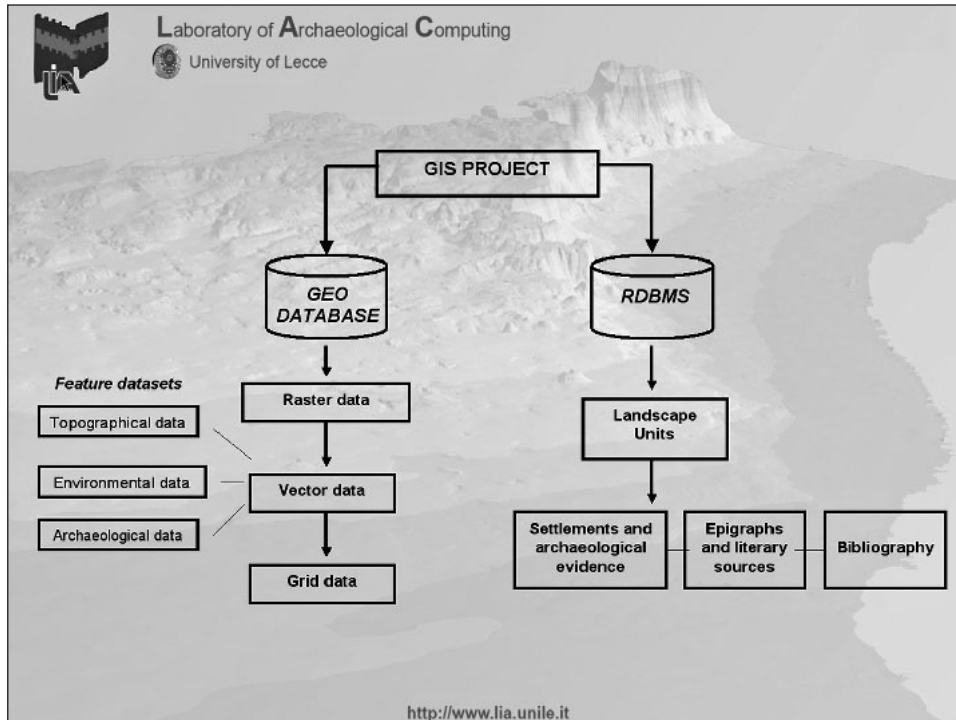 LIA
Laboratory of Archaeological Computing
University of Lecce
GIS PROJECT
GEO
DATABASE
RDBMS
Feature datasets
Topographical data
Environmental data
Archaeological data
Raster data
Vector data
Grid data
Landscape
Units
Settlements and
archaeological
evidence
Epigraphs
and literary
sources
Bibliography
http://www.lia.unile.it